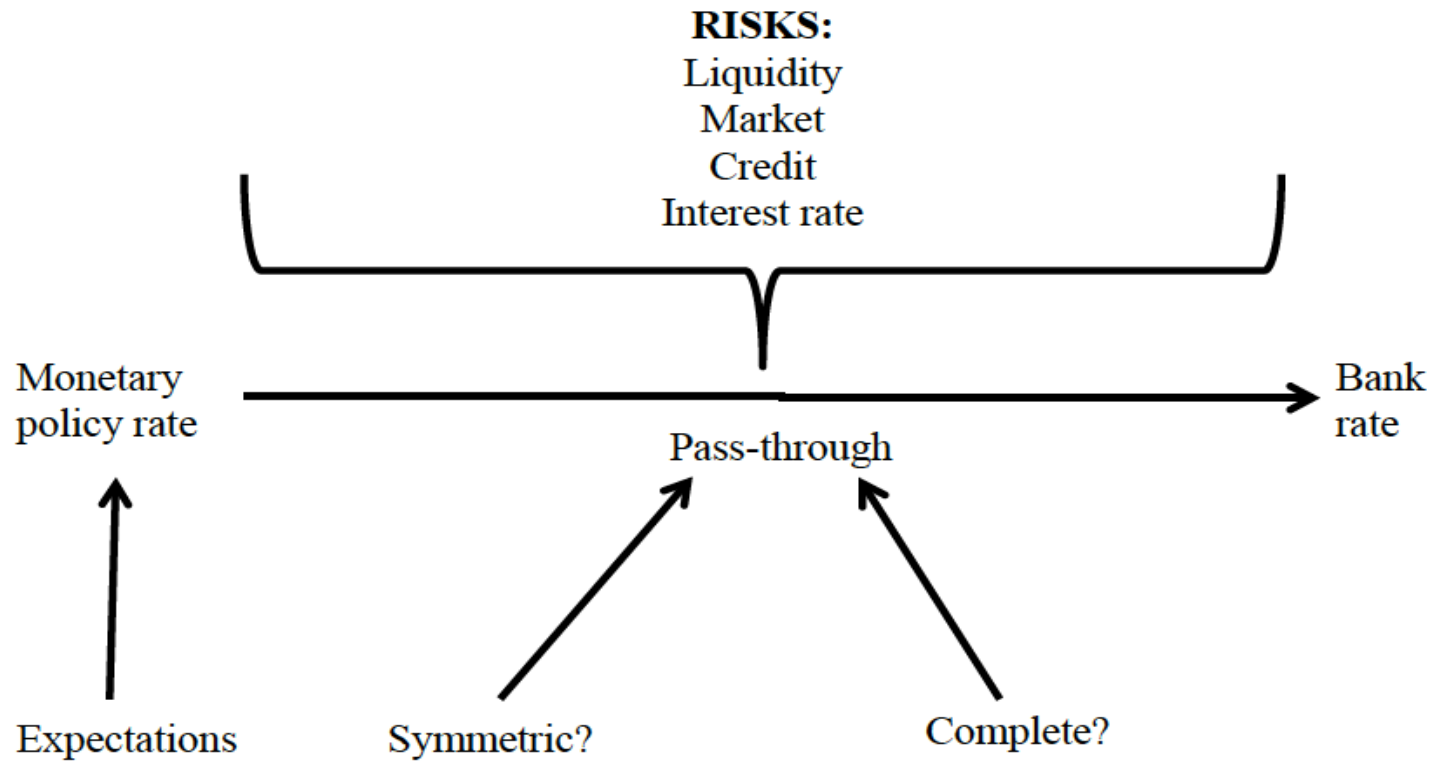 RISKS:
Liquidity
Market
Credit
Interest rate
Monetary
policy rate
Bank
rate
Pass-through
Expectations
Symmetric?
Complete?